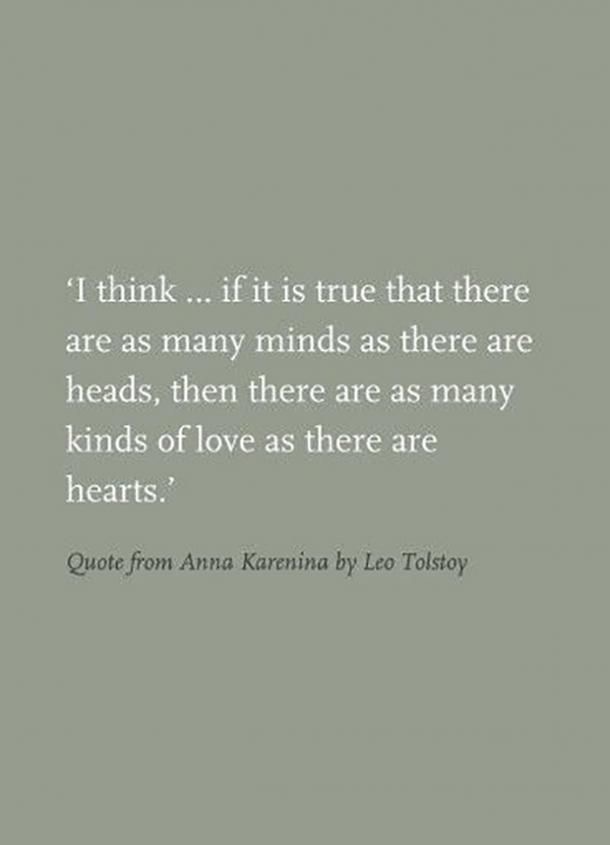 ‘I think ... if it is true that there
are as many minds as there are
heads, then there are as many
kinds of love as there are
hearts.’
Quote from Anna Karenina by Leo Tolstoy